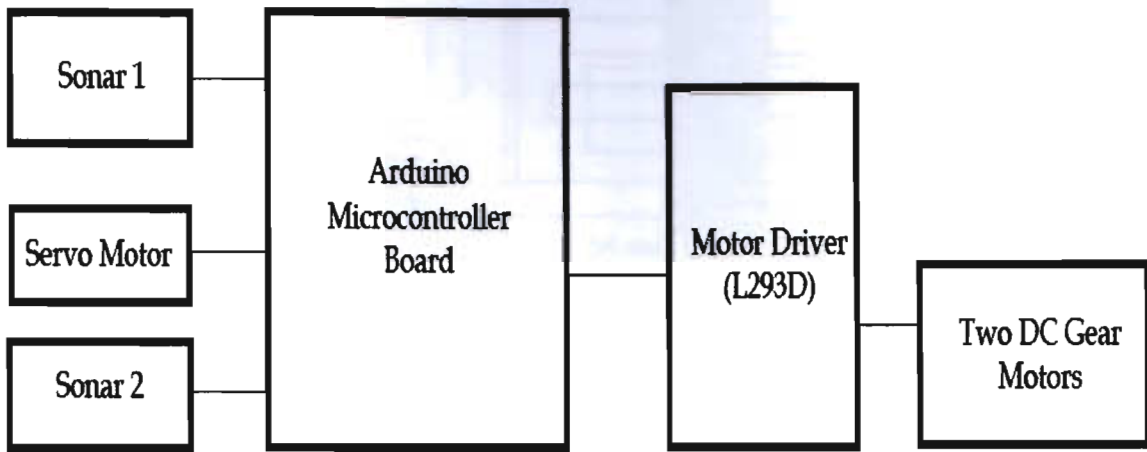 Sonar 1
Servo Motor
Sonar 2
Arduino
Microcontroller
Board
Motor Driver
(L293D)
Two DC Gear
Motors